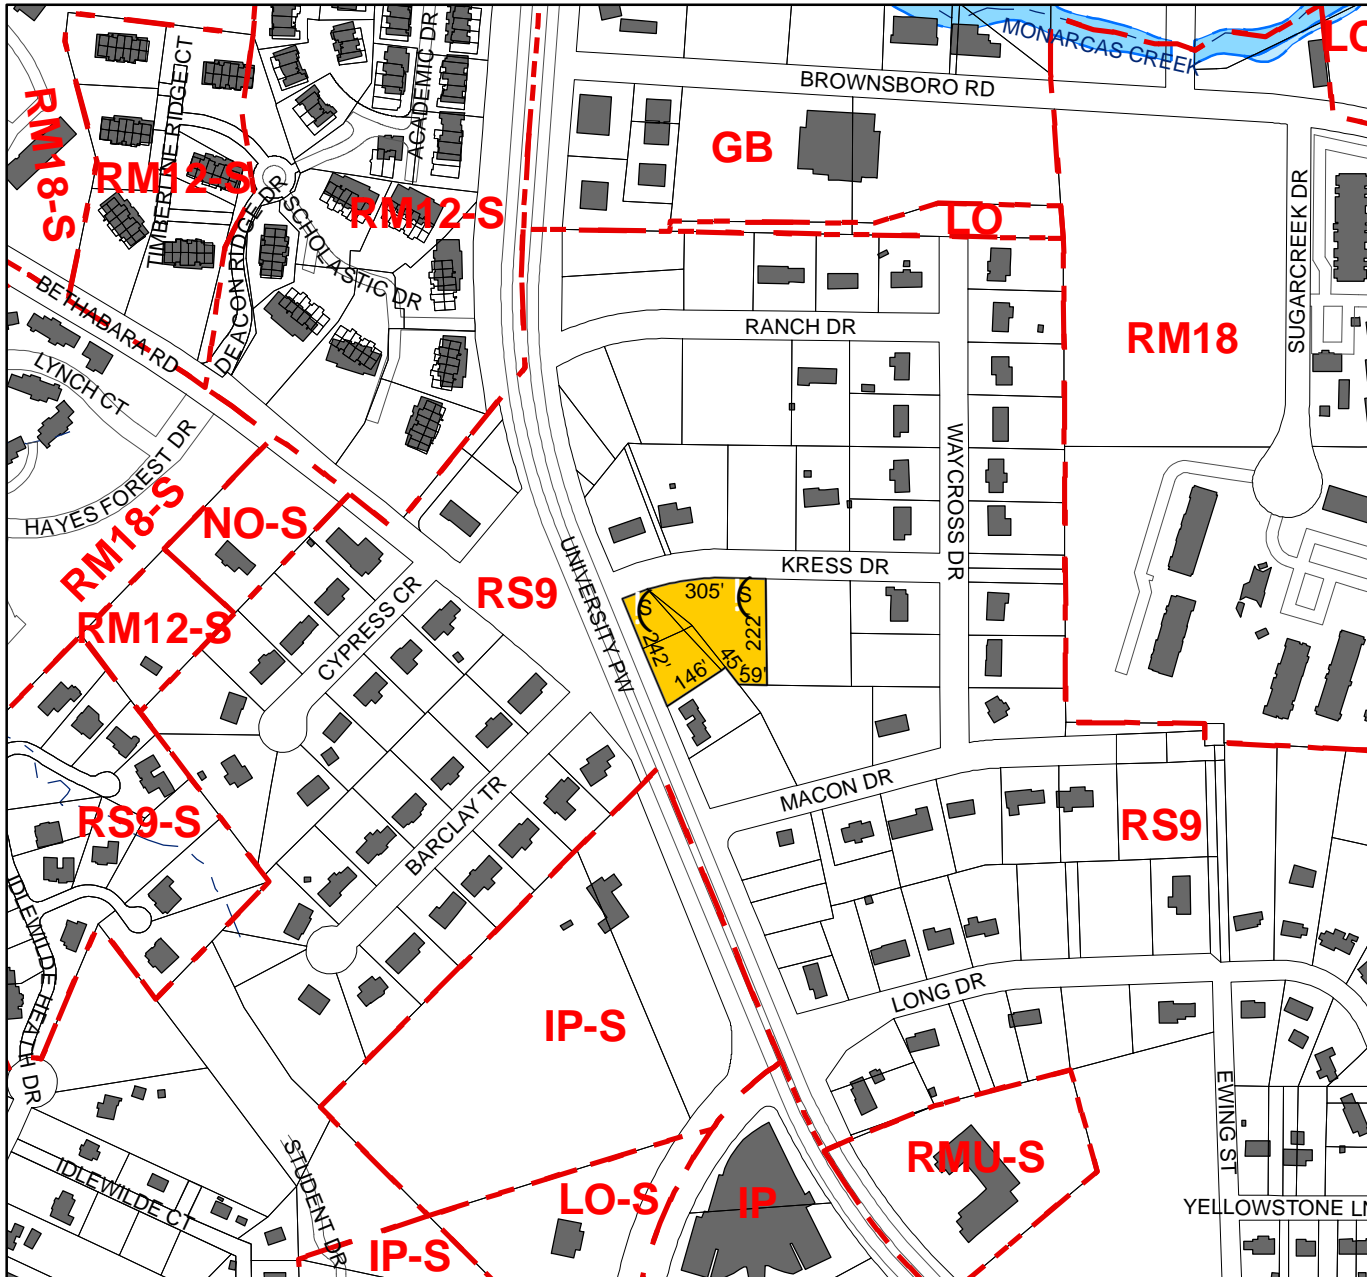 MONARCAS CREEK
LO
BROWNSBORO RD
ACADEMIC DR
TIMBERLINE RIDGE CT
RM18-S
RM12-S
GB
SUGARCREEK DR
DEACON RIDGE DR
SCHOLASTIC DR
RM12-S
LO
BETHABARA RD
RANCH DR
RM18
LYNCH CT
HAYES FOREST DR
WAYCROSS DR
RM18-S
NO-S
UNIVERSITY PW
KRESS DR
RS9
CYPRESS CR
305'
S
S
242'
222'
45'
146'
59'
RM12-S
MACON DR
RS9-S
BARCLAY TR
RS9
IDLEWILDE HEATH DR
LONG DR
IP-S
EWING ST
STUDENT DR
IDLEWILDE CT
RMU-S
LO-S
IP
YELLOWSTONE LN
IP-S